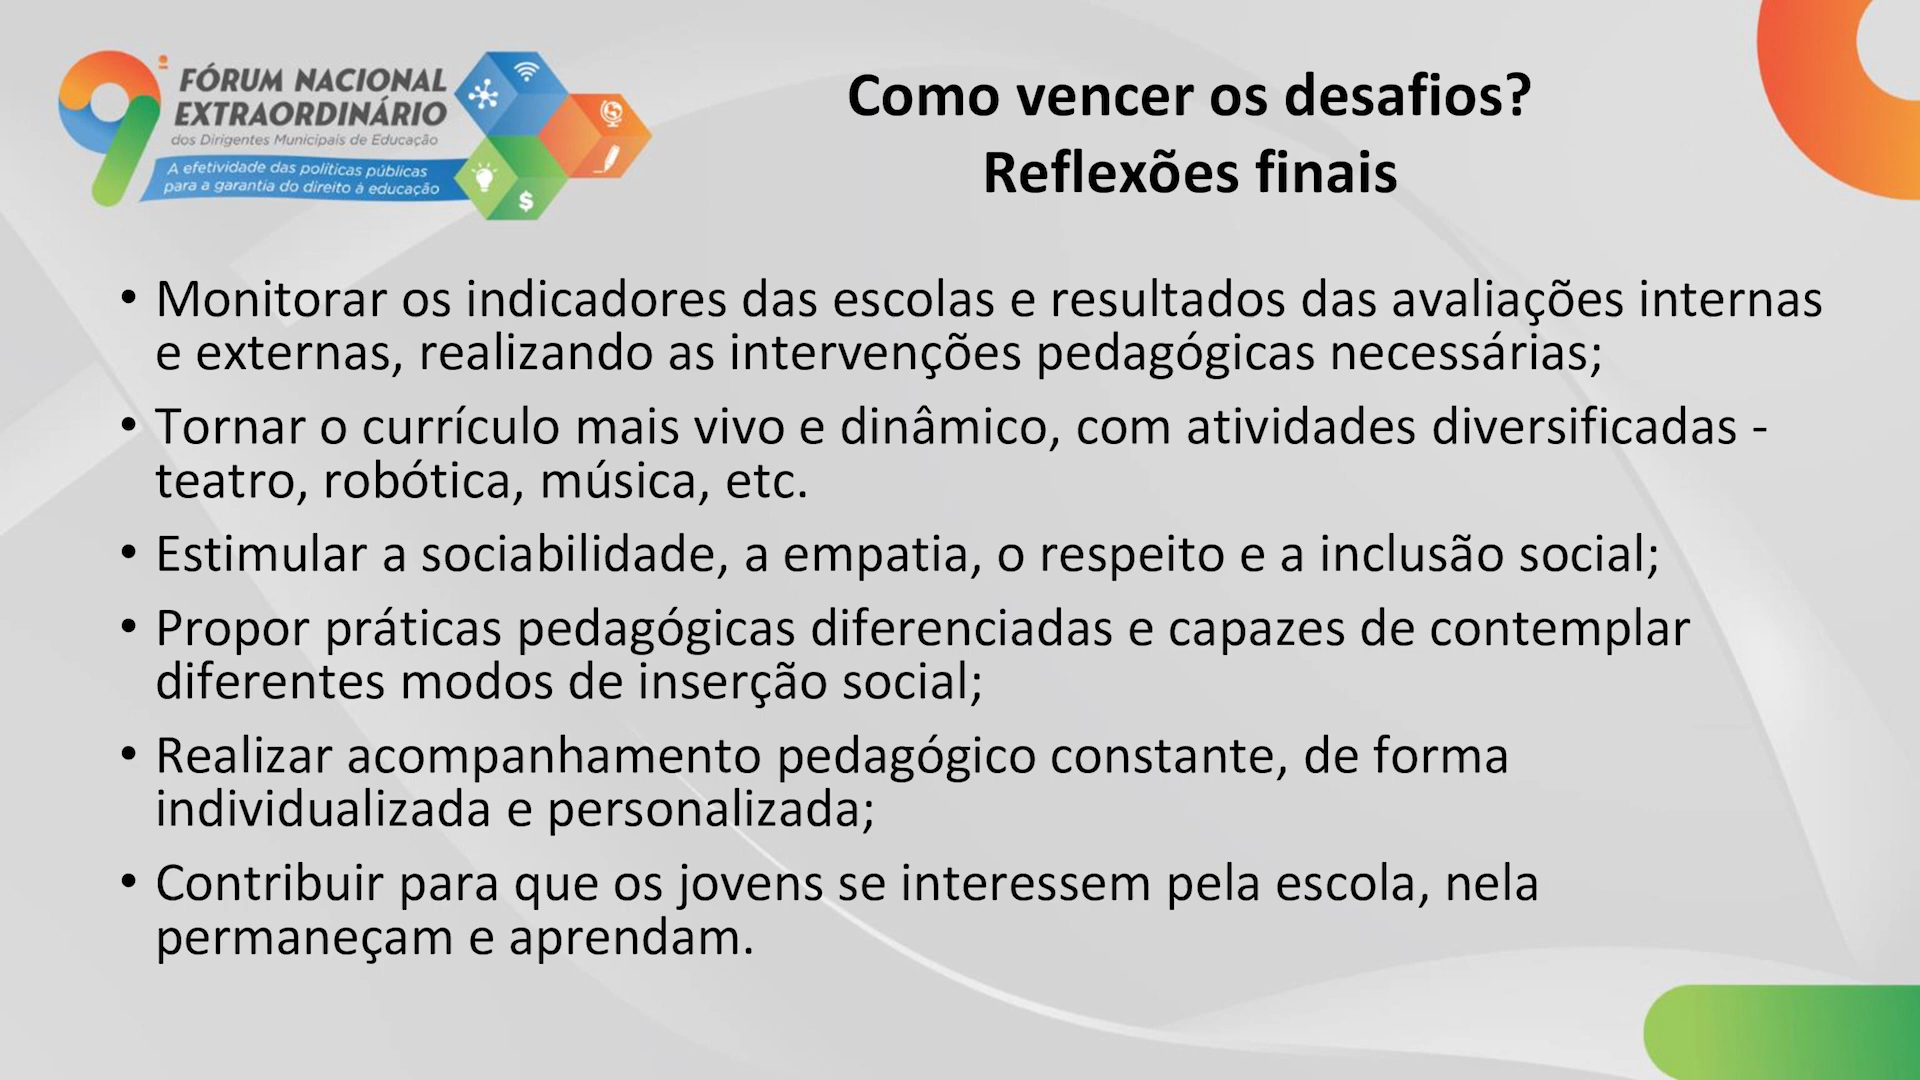 9º
FÓRUM NACIONAL
EXTRAORDINÁRIO
dos Dirigentes Municipais de Educação
A efetividade das políticas públicas
para a garantia do direito à educação
$
Como vencer os desafios?
Reflexões finais
• Monitorar os indicadores das escolas e resultados das avaliações internas
e externas, realizando as intervenções pedagógicas necessárias;
• Tornar o currículo mais vivo e dinâmico, com atividades diversificadas -
teatro, robótica, música, etc.
• Estimular a sociabilidade, a empatia, o respeito e a inclusão social;
• Propor práticas pedagógicas diferenciadas e capazes de contemplar
diferentes modos de inserção social;
• Realizar acompanhamento pedagógico constante, de forma
individualizada e personalizada;
• Contribuir para que os jovens se interessem pela escola, nela
permaneçam e aprendam.